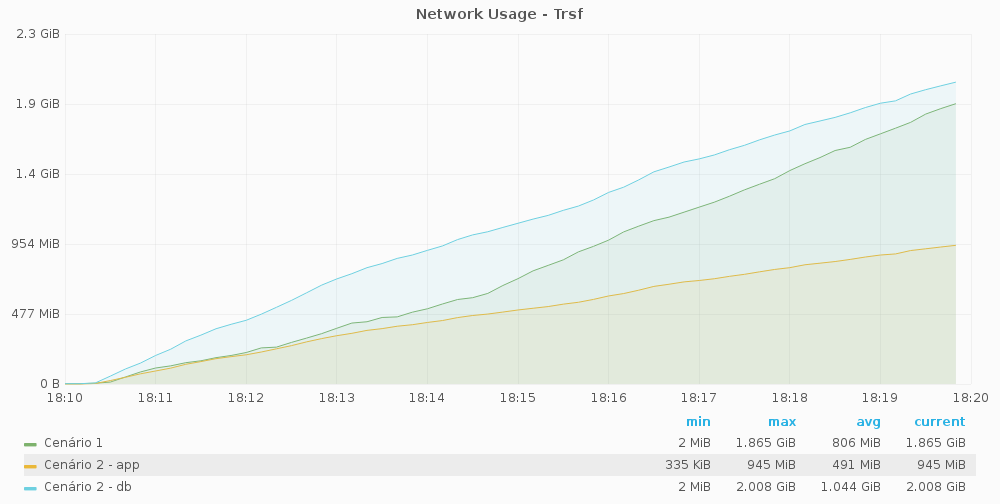 Network Usage - Trsf
2.3 GiB
1.9 GiB
1.4 GiB
954 MiB
477 MiB
0 B
18:10 18:11 18:12 18:13 18:14 18:15 18:16 18:17 18:18 18:19 18:20
min max avg current
Cenário 1 2 MiB 1.865 GiB 806 MiB 1.865 GiB
Cenário 2 - app 335 KiB 945 MiB 491 MiB 945 MiB
Cenário 2 - db 2 MiB 2.008 GiB 1.044 GiB 2.008 GiB